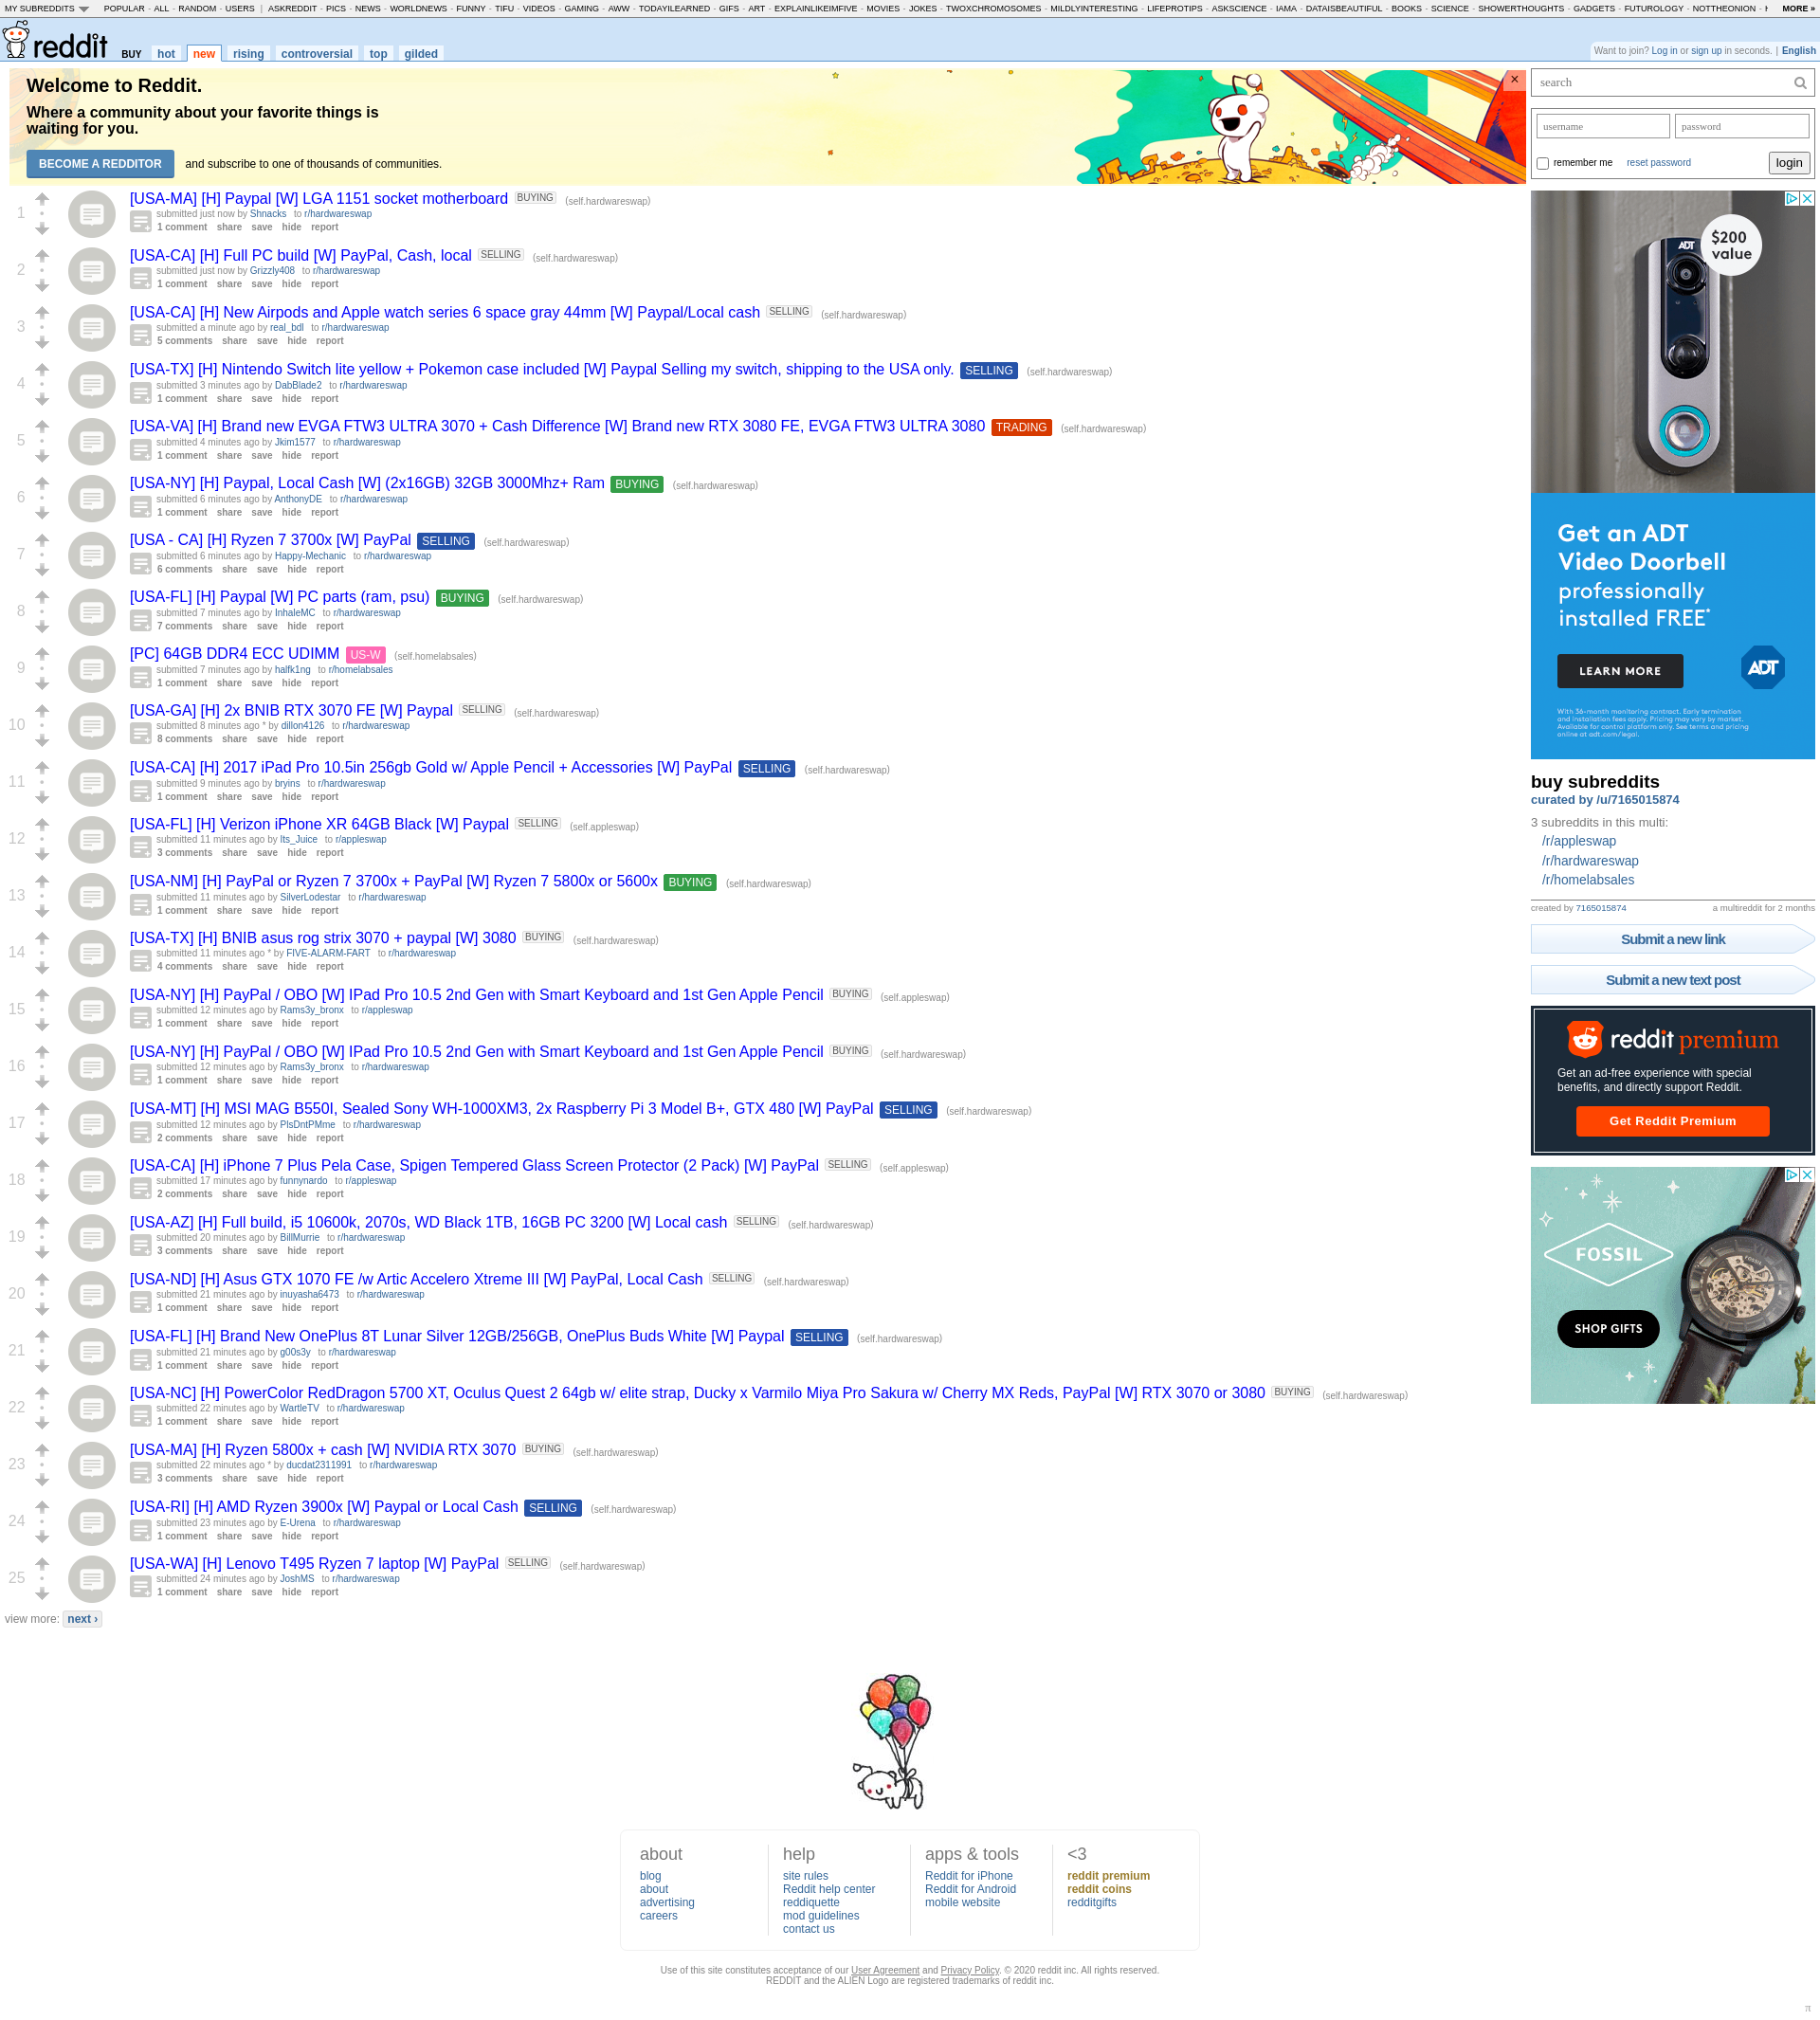 MY SUBREDDITS POPULAR - ALL - RANDOM - USERS | ASKREDDIT - PICS - NEWS - WORLDNEWS - FUNNY - TIFU - VIDEOS - GAMING - AWW - TODAYILEARNED - GIFS - ART - EXPLAINLIKEIMFIVE - MOVIES - JOKES - TWOXCHROMOSOMES - MILDLYINTERESTING - LIFEPROTIPS - ASKSCIENCE - IAMA - DATAISBEAUTIFUL - BOOKS - SCIENCE - SHOWERTHOUGHTS - GADGETS - FUTUROLOGY - NOTTHEONION - MORE »
reddit BUY hot new rising controversial top gilded
Want to join? Log in or sign up in seconds. | English
Welcome to Reddit.
Where a community about your favorite things is
waiting for you.
BECOME A REDDITOR and subscribe to one of thousands of communities.
×
1
[USA-MA] [H] Paypal [W] LGA 1151 socket motherboard BUYING (self.hardwareswap)
submitted just now by Shnacks to r/hardwareswap
1 comment share save hide report
2
[USA-CA] [H] Full PC build [W] PayPal, Cash, local SELLING (self.hardwareswap)
submitted just now by Grizzly408 to r/hardwareswap
1 comment share save hide report
3
[USA-CA] [H] New Airpods and Apple watch series 6 space gray 44mm [W] Paypal/Local cash SELLING (self.hardwareswap)
submitted a minute ago by real_bdl to r/hardwareswap
5 comments share save hide report
4
[USA-TX] [H] Nintendo Switch lite yellow + Pokemon case included [W] Paypal Selling my switch, shipping to the USA only. SELLING (self.hardwareswap)
submitted 3 minutes ago by DabBlade2 to r/hardwareswap
1 comment share save hide report
5
[USA-VA] [H] Brand new EVGA FTW3 ULTRA 3070 + Cash Difference [W] Brand new RTX 3080 FE, EVGA FTW3 ULTRA 3080 TRADING (self.hardwareswap)
submitted 4 minutes ago by Jkim1577 to r/hardwareswap
1 comment share save hide report
6
[USA-NY] [H] Paypal, Local Cash [W] (2x16GB) 32GB 3000Mhz+ Ram BUYING (self.hardwareswap)
submitted 6 minutes ago by AnthonyDE to r/hardwareswap
1 comment share save hide report
7
[USA - CA] [H] Ryzen 7 3700x [W] PayPal SELLING (self.hardwareswap)
submitted 6 minutes ago by Happy-Mechanic to r/hardwareswap
6 comments share save hide report
8
[USA-FL] [H] Paypal [W] PC parts (ram, psu) BUYING (self.hardwareswap)
submitted 7 minutes ago by InhaleMC to r/hardwareswap
7 comments share save hide report
9
[PC] 64GB DDR4 ECC UDIMM US-W (self.homelabsales)
submitted 7 minutes ago by halfk1ng to r/homelabsales
1 comment share save hide report
10
[USA-GA] [H] 2x BNIB RTX 3070 FE [W] Paypal SELLING (self.hardwareswap)
submitted 8 minutes ago * by dillon4126 to r/hardwareswap
8 comments share save hide report
11
[USA-CA] [H] 2017 iPad Pro 10.5in 256gb Gold w/ Apple Pencil + Accessories [W] PayPal SELLING (self.hardwareswap)
submitted 9 minutes ago by bryins to r/hardwareswap
1 comment share save hide report
12
[USA-FL] [H] Verizon iPhone XR 64GB Black [W] Paypal SELLING (self.appleswap)
submitted 11 minutes ago by Its_Juice to r/appleswap
3 comments share save hide report
13
[USA-NM] [H] PayPal or Ryzen 7 3700x + PayPal [W] Ryzen 7 5800x or 5600x BUYING (self.hardwareswap)
submitted 11 minutes ago by SilverLodestar to r/hardwareswap
1 comment share save hide report
14
[USA-TX] [H] BNIB asus rog strix 3070 + paypal [W] 3080 BUYING (self.hardwareswap)
submitted 11 minutes ago * by FIVE-ALARM-FART to r/hardwareswap
4 comments share save hide report
15
[USA-NY] [H] PayPal / OBO [W] IPad Pro 10.5 2nd Gen with Smart Keyboard and 1st Gen Apple Pencil BUYING (self.appleswap)
submitted 12 minutes ago by Rams3y_bronx to r/appleswap
1 comment share save hide report
16
[USA-NY] [H] PayPal / OBO [W] IPad Pro 10.5 2nd Gen with Smart Keyboard and 1st Gen Apple Pencil BUYING (self.hardwareswap)
submitted 12 minutes ago by Rams3y_bronx to r/hardwareswap
1 comment share save hide report
17
[USA-MT] [H] MSI MAG B550I, Sealed Sony WH-1000XM3, 2x Raspberry Pi 3 Model B+, GTX 480 [W] PayPal SELLING (self.hardwareswap)
submitted 12 minutes ago by PlsDntPMme to r/hardwareswap
2 comments share save hide report
18
[USA-CA] [H] iPhone 7 Plus Pela Case, Spigen Tempered Glass Screen Protector (2 Pack) [W] PayPal SELLING (self.appleswap)
submitted 17 minutes ago by funnynardo to r/appleswap
2 comments share save hide report
19
[USA-AZ] [H] Full build, i5 10600k, 2070s, WD Black 1TB, 16GB PC 3200 [W] Local cash SELLING (self.hardwareswap)
submitted 20 minutes ago by BillMurrie to r/hardwareswap
3 comments share save hide report
20
[USA-ND] [H] Asus GTX 1070 FE /w Artic Accelero Xtreme III [W] PayPal, Local Cash SELLING (self.hardwareswap)
submitted 21 minutes ago by inuyasha6473 to r/hardwareswap
1 comment share save hide report
21
[USA-FL] [H] Brand New OnePlus 8T Lunar Silver 12GB/256GB, OnePlus Buds White [W] Paypal SELLING (self.hardwareswap)
submitted 21 minutes ago by g00s3y to r/hardwareswap
1 comment share save hide report
22
[USA-NC] [H] PowerColor RedDragon 5700 XT, Oculus Quest 2 64gb w/ elite strap, Ducky x Varmilo Miya Pro Sakura w/ Cherry MX Reds, PayPal [W] RTX 3070 or 3080 BUYING (self.hardwareswap)
submitted 22 minutes ago by WartleTV to r/hardwareswap
1 comment share save hide report
23
[USA-MA] [H] Ryzen 5800x + cash [W] NVIDIA RTX 3070 BUYING (self.hardwareswap)
submitted 22 minutes ago * by ducdat2311991 to r/hardwareswap
3 comments share save hide report
24
[USA-RI] [H] AMD Ryzen 3900x [W] Paypal or Local Cash SELLING (self.hardwareswap)
submitted 23 minutes ago by E-Urena to r/hardwareswap
1 comment share save hide report
25
[USA-WA] [H] Lenovo T495 Ryzen 7 laptop [W] PayPal SELLING (self.hardwareswap)
submitted 24 minutes ago by JoshMS to r/hardwareswap
1 comment share save hide report
view more: next ›
search
username password
remember me reset password login
ADT
$200
value
Get an ADT
Video Doorbell
professionally
installed FREE*
LEARN MORE
ADT
With 36-month monitoring contract. Early termination
and installation fees apply. Pricing may vary by market.
Available for control platform only. See terms and pricing
online at adt.com/legal.
buy subreddits
curated by /u/7165015874
3 subreddits in this multi:
/r/appleswap
/r/hardwareswap
/r/homelabsales
created by 7165015874 a multireddit for 2 months
Submit a new link
Submit a new text post
reddit premium
Get an ad-free experience with special
benefits, and directly support Reddit.
Get Reddit Premium
FOSSIL
SHOP GIFTS
about
blog
about
advertising
careers
help
site rules
Reddit help center
reddiquette
mod guidelines
contact us
apps & tools
Reddit for iPhone
Reddit for Android
mobile website
<3
reddit premium
reddit coins
redditgifts
Use of this site constitutes acceptance of our User Agreement and Privacy Policy. © 2020 reddit inc. All rights reserved.
REDDIT and the ALIEN Logo are registered trademarks of reddit inc.
π